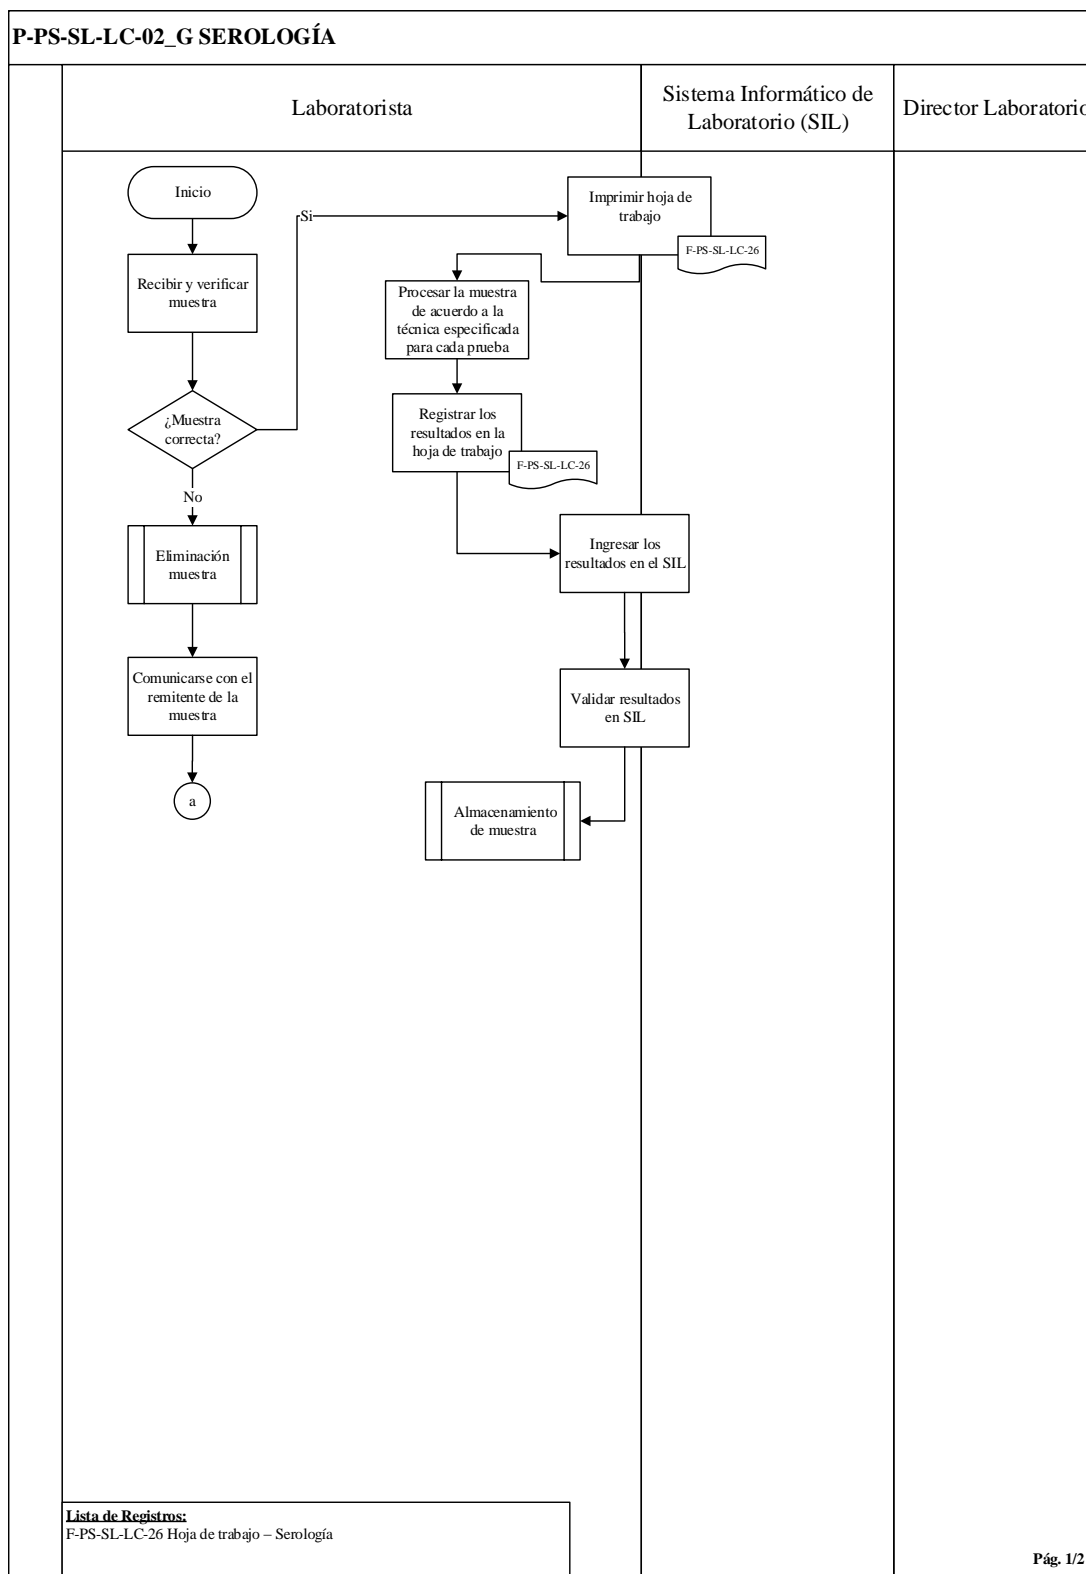 P-PS-SL-LC-02_G SEROLOGÍA
Laboratorista
Sistema Informático de
Laboratorio (SIL)
Director Laboratorio
Inicio
Recibir y verificar
muestra
¿Muestra
correcta?
Si
No
Eliminación
muestra
Comunicarse con el
remitente de la
muestra
a
Imprimir hoja de
trabajo
F-PS-SL-LC-26
Procesar la muestra
de acuerdo a la
técnica especificada
para cada prueba
Registrar los
resultados en la
hoja de trabajo
F-PS-SL-LC-26
Ingresar los
resultados en el SIL
Validar resultados
en SIL
Almacenamiento
de muestra
Lista de Registros:
F-PS-SL-LC-26 Hoja de trabajo – Serología
Pág. 1/2